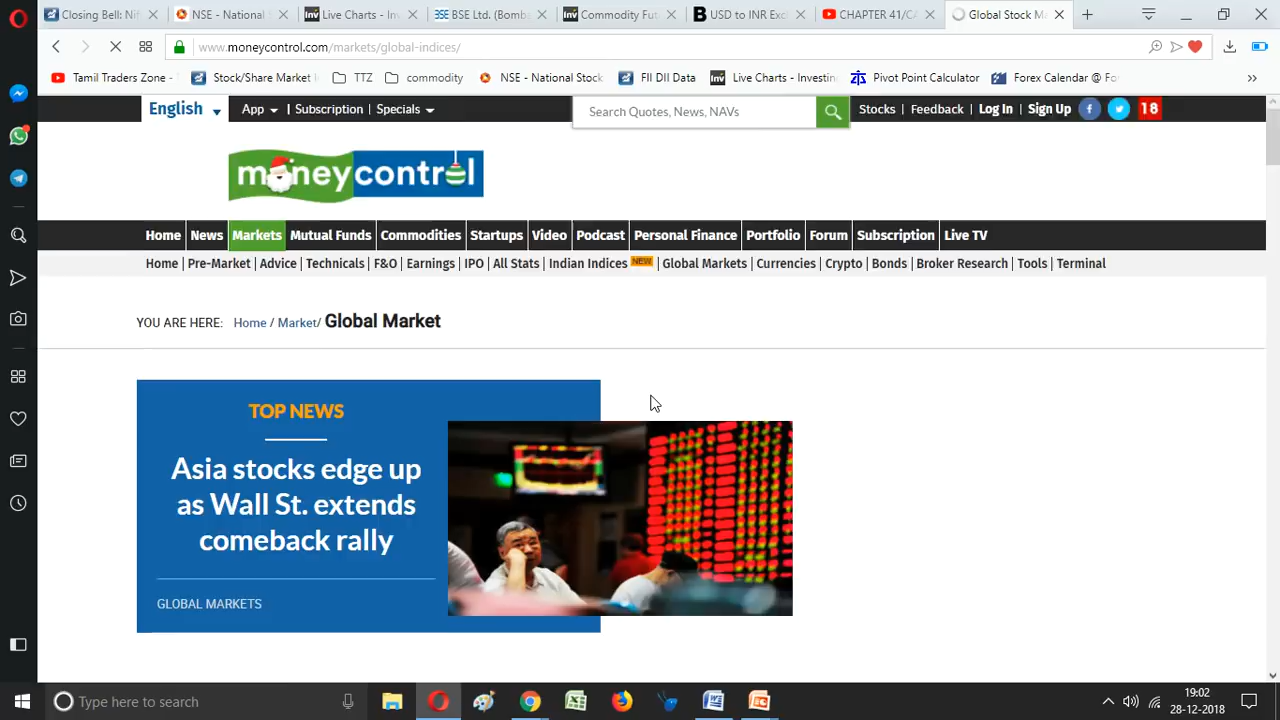 Closing Bell: Nif
NSE - National S
Live Charts - Inv
BSE Ltd. (Bomb
Commodity Fut
USD to INR Exc
CHAPTER 41/CA
Global Stock Ma
www.moneycontrol.com/markets/global-indices/
Tamil Traders Zone -
Stock/Share Market I
TTZ
commodity
NSE - National Stock
FII DII Data
Live Charts - Investin
Pivot Point Calculator
Forex Calendar @ Fo
English
App
Subscription
Specials
Search Quotes, News, NAVs
Stocks
Feedback
Log In
Sign Up
18
moneycontrol
Home
News
Markets
Mutual Funds
Commodities
Startups
Video
Podcast
Personal Finance
Portfolio
Forum
Subscription
Live TV
Home
Pre-Market
Advice
Technicals
F&O
Earnings
IPO
All Stats
Indian Indices
NEW
Global Markets
Currencies
Crypto
Bonds
Broker Research
Tools
Terminal
YOU ARE HERE: Home / Market/ Global Market
TOP NEWS
Asia stocks edge up
as Wall St. extends
comeback rally
GLOBAL MARKETS
Type here to search
19:02
28-12-2018